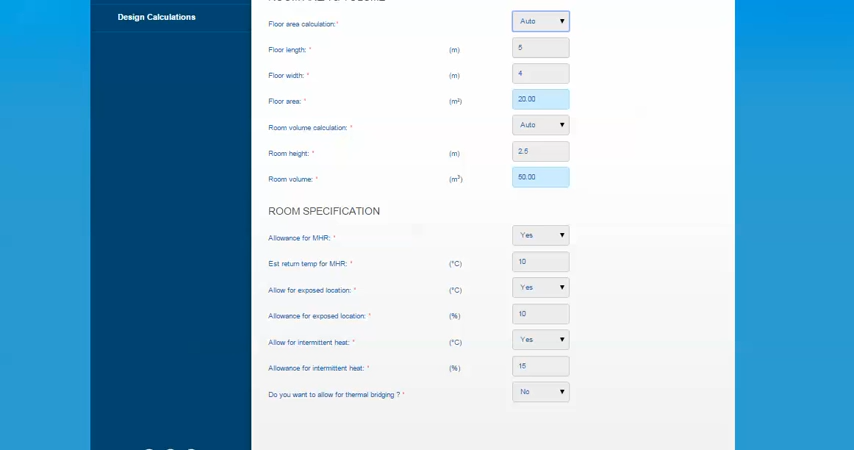 Design Calculations
ROOM AREA & VOLUME
Floor area calculation:* Auto
Floor length: * (m) 5
Floor width: * (m) 4
Floor area: * (m²) 20.00
Room volume calculation: * Auto
Room height: * (m) 2.5
Room volume: * (m³) 50.00
ROOM SPECIFICATION
Allowance for MHR: * Yes
Est return temp for MHR: * (°C) 10
Allow for exposed location: * (°C) Yes
Allowance for exposed location: * (%) 10
Allow for intermittent heat: * (°C) Yes
Allowance for intermittent heat: * (%) 15
Do you want to allow for thermal bridging ? * No